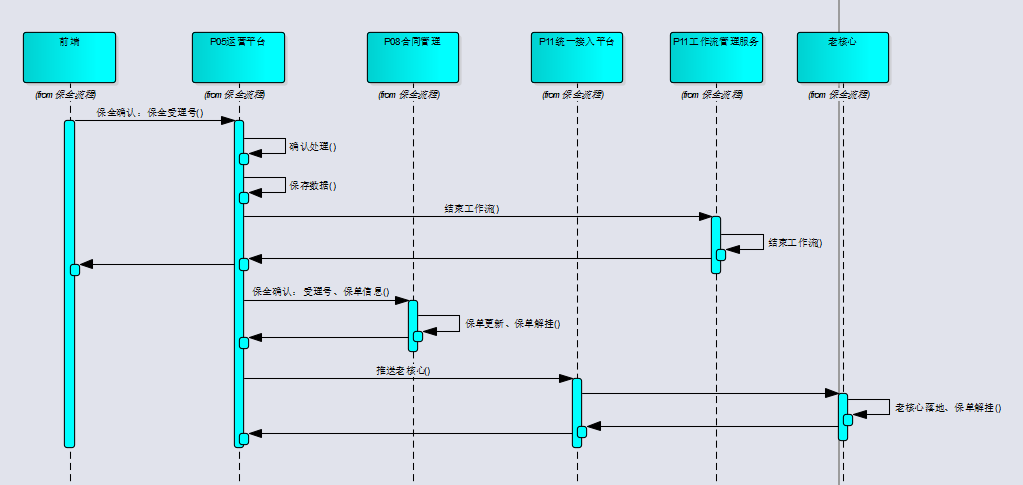 前端
P05运营平台
P08合同管理
P11统一接入平台
P11工作流管理服务
老核心
(from 保全流程)
(from 保全流程)
(from 保全流程)
(from 保全流程)
(from 保全流程)
(from 保全流程)
保全确认：保全受理号()
确认处理()
保存数据()
结束工作流()
结束工作流()
保全确认：受理号、保单信息()
保单更新、保单解挂()
推送老核心()
老核心落地、保单解挂()